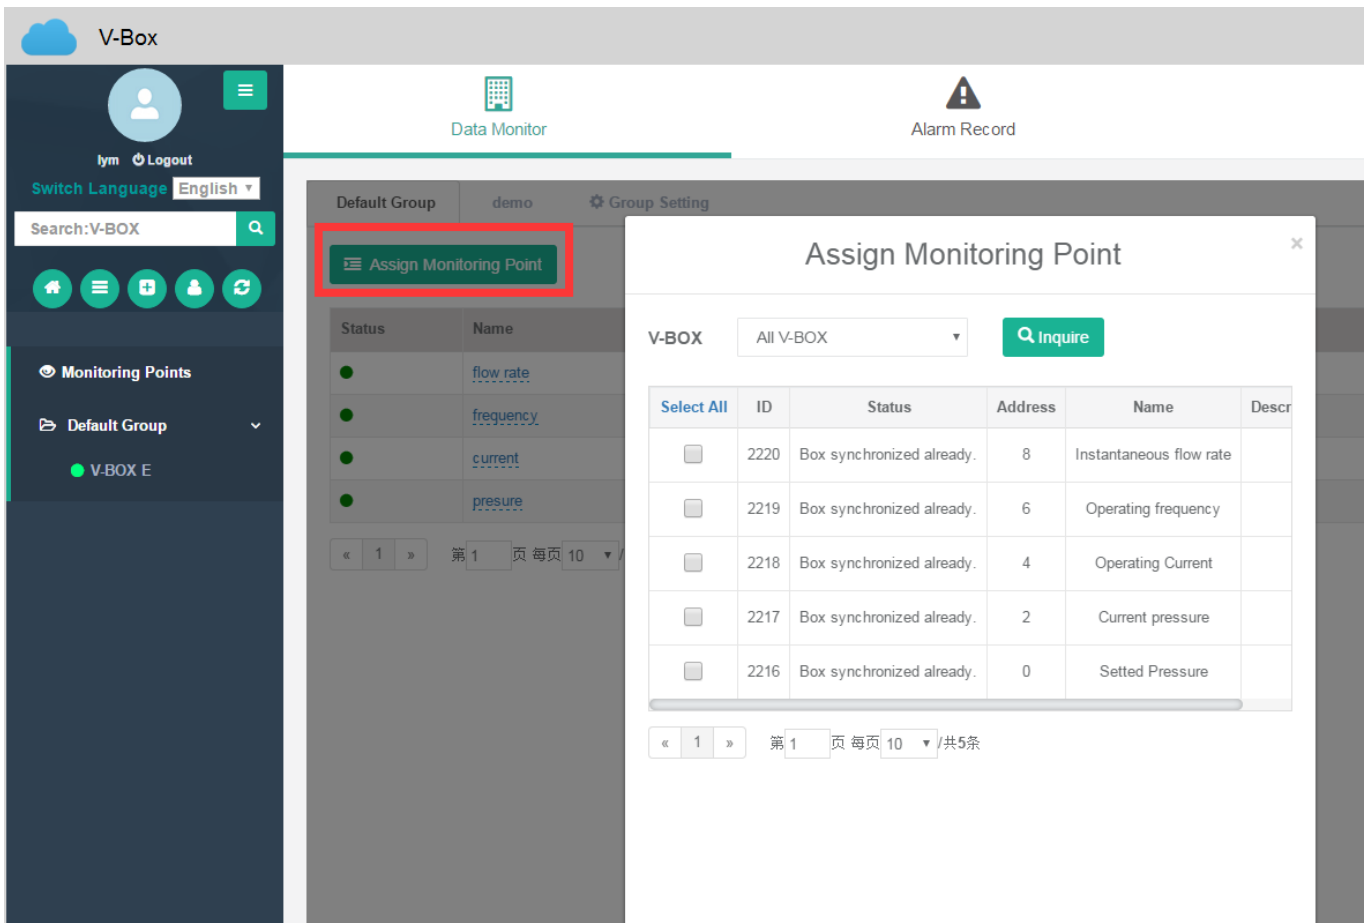 V-Box
Data Monitor
Alarm Record
lym Logout
Switch Language English
Search:V-BOX
Monitoring Points
Default Group
V-BOX E
Default Group demo Group Setting
Assign Monitoring Point
Status Name
flow rate
frequency
current
presure
« 1 » 第 1 页 每页 10 /
Assign Monitoring Point ×
V-BOX All V-BOX Inquire
Select All ID Status Address Name Descr
2220 Box synchronized already. 8 Instantaneous flow rate
2219 Box synchronized already. 6 Operating frequency
2218 Box synchronized already. 4 Operating Current
2217 Box synchronized already. 2 Current pressure
2216 Box synchronized already. 0 Setted Pressure
« 1 » 第 1 页 每页 10 /共5条